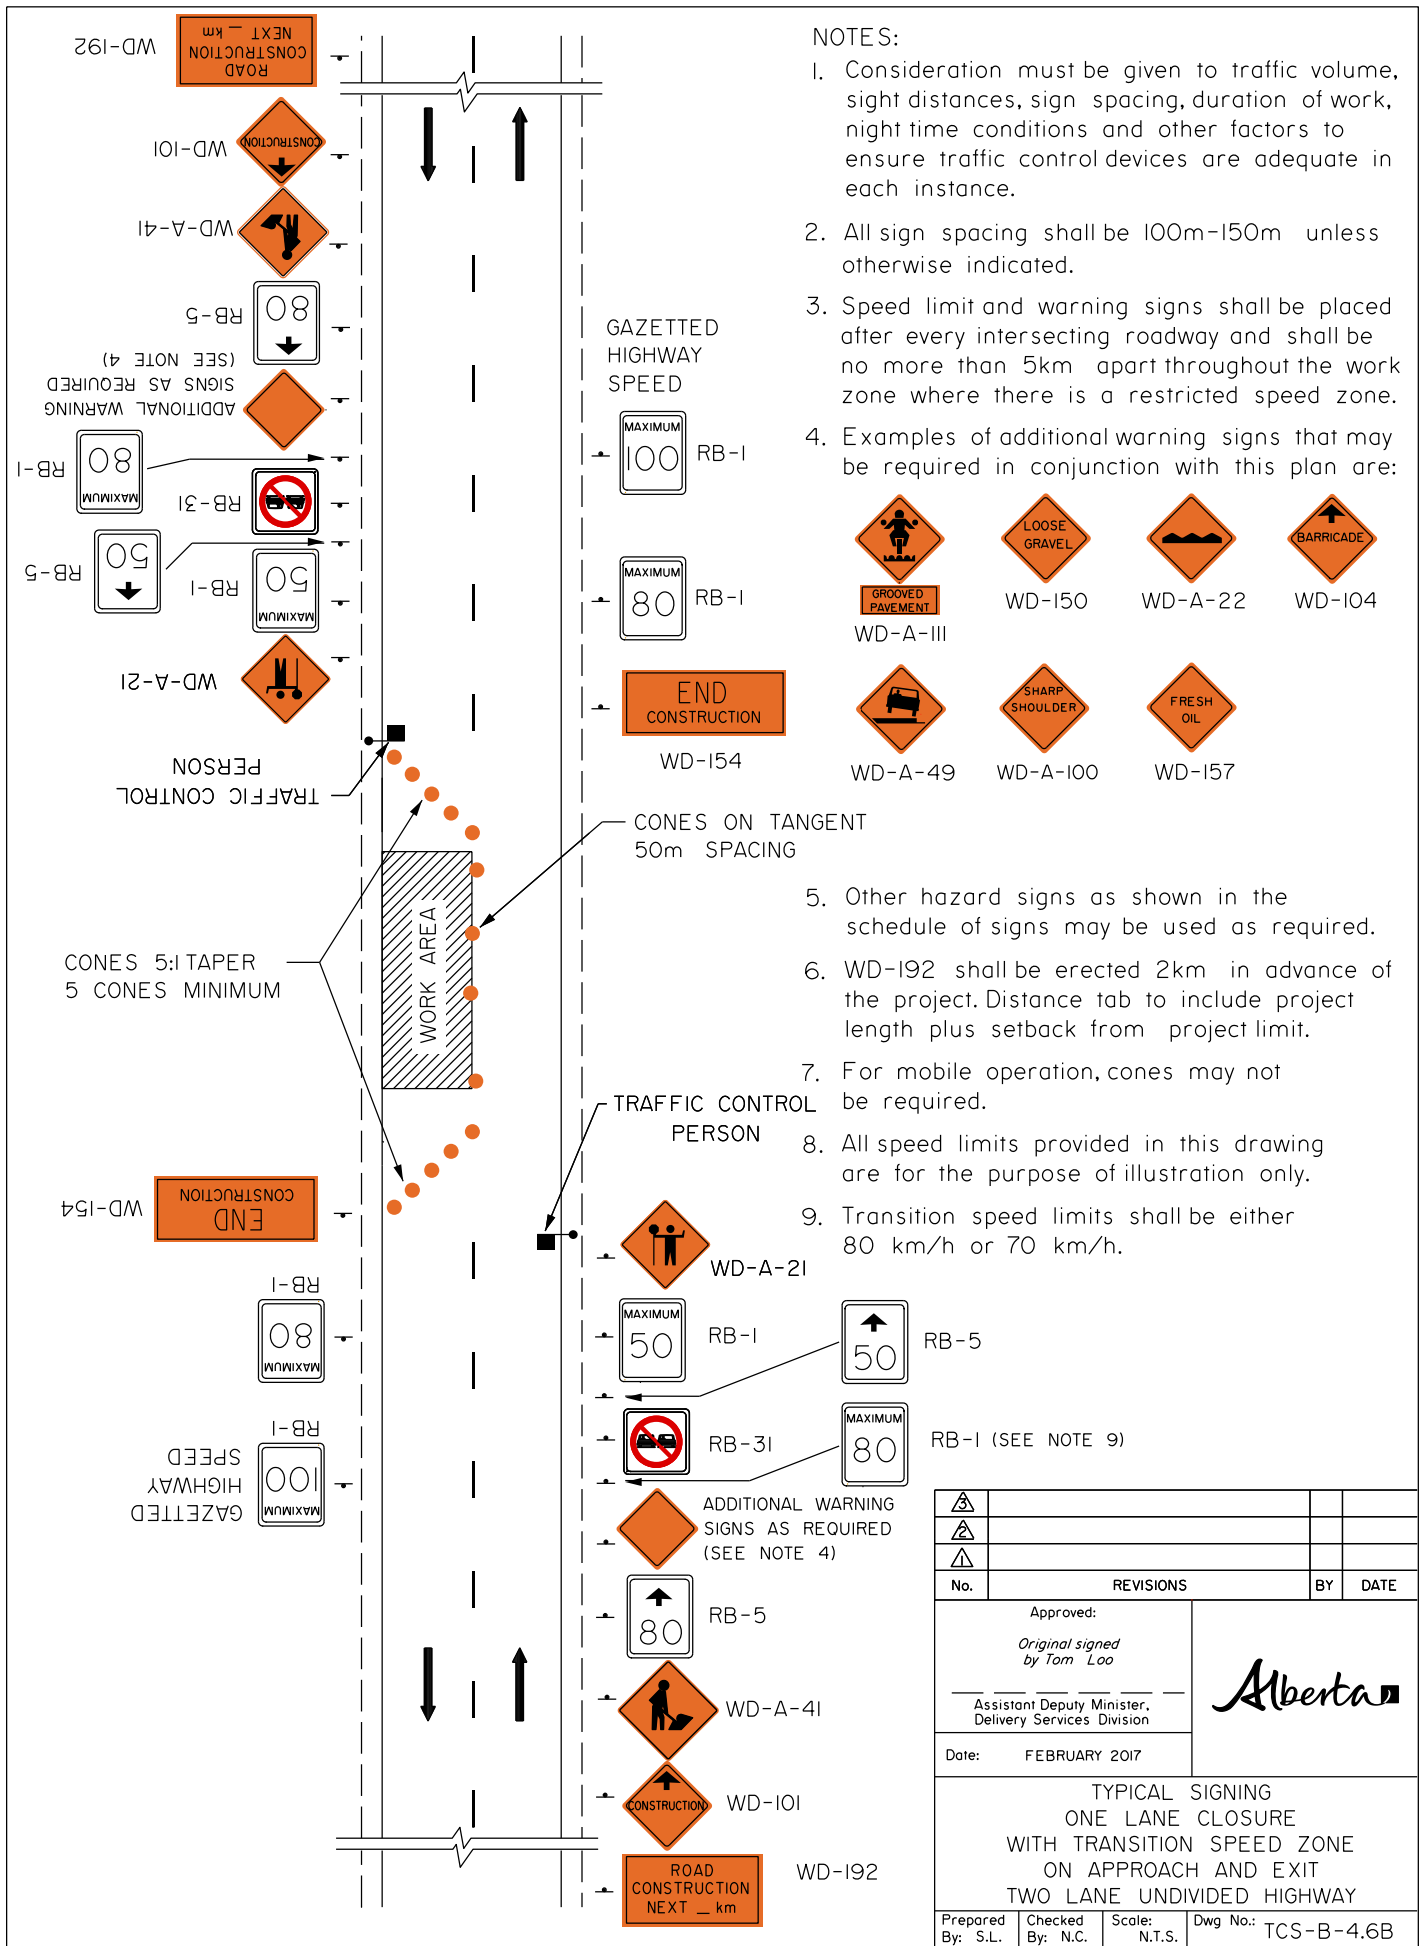 WD-192
ROAD
CONSTRUCTION
NEXT _ km
WD-101
CONSTRUCTION
WD-A-41
RB-5
80
ADDITIONAL WARNING
SIGNS AS REQUIRED
(SEE NOTE 4)
RB-1
MAXIMUM
80
RB-31
RB-5
50
RB-1
MAXIMUM
50
WD-A-21
TRAFFIC CONTROL
PERSON
CONES 5:1 TAPER
5 CONES MINIMUM
WORK AREA
WD-154
END
CONSTRUCTION
RB-1
MAXIMUM
80
RB-1
MAXIMUM
100
GAZETTED
HIGHWAY
SPEED
GAZETTED
HIGHWAY
SPEED
MAXIMUM
100
RB-1
MAXIMUM
80
RB-1
END
CONSTRUCTION
WD-154
CONES ON TANGENT
50m SPACING
TRAFFIC CONTROL
PERSON
WD-A-21
MAXIMUM
50
RB-1
50
RB-5
RB-31
MAXIMUM
80
RB-1 (SEE NOTE 9)
ADDITIONAL WARNING
SIGNS AS REQUIRED
(SEE NOTE 4)
80
RB-5
WD-A-41
CONSTRUCTION
WD-101
ROAD
CONSTRUCTION
NEXT _ km
WD-192
NOTES:
1. Consideration must be given to traffic volume,
sight distances, sign spacing, duration of work,
night time conditions and other factors to
ensure traffic control devices are adequate in
each instance.
2. All sign spacing shall be 100m-150m unless
otherwise indicated.
3. Speed limit and warning signs shall be placed
after every intersecting roadway and shall be
no more than 5km apart throughout the work
zone where there is a restricted speed zone.
4. Examples of additional warning signs that may
be required in conjunction with this plan are:
GROOVED
PAVEMENT
WD-A-111
LOOSE
GRAVEL
WD-150
WD-A-22
BARRICADE
WD-104
WD-A-49
SHARP
SHOULDER
WD-A-100
FRESH
OIL
WD-157
5. Other hazard signs as shown in the
schedule of signs may be used as required.
6. WD-192 shall be erected 2km in advance of
the project. Distance tab to include project
length plus setback from project limit.
7. For mobile operation, cones may not
be required.
8. All speed limits provided in this drawing
are for the purpose of illustration only.
9. Transition speed limits shall be either
80 km/h or 70 km/h.
3
2
1
No. REVISIONS BY DATE
Approved:
Original signed
by Tom Loo
Assistant Deputy Minister,
Delivery Services Division
Date: FEBRUARY 2017
Alberta
TYPICAL SIGNING
ONE LANE CLOSURE
WITH TRANSITION SPEED ZONE
ON APPROACH AND EXIT
TWO LANE UNDIVIDED HIGHWAY
Prepared
By: S.L.
Checked
By: N.C.
Scale:
N.T.S.
Dwg No.: TCS-B-4.6B